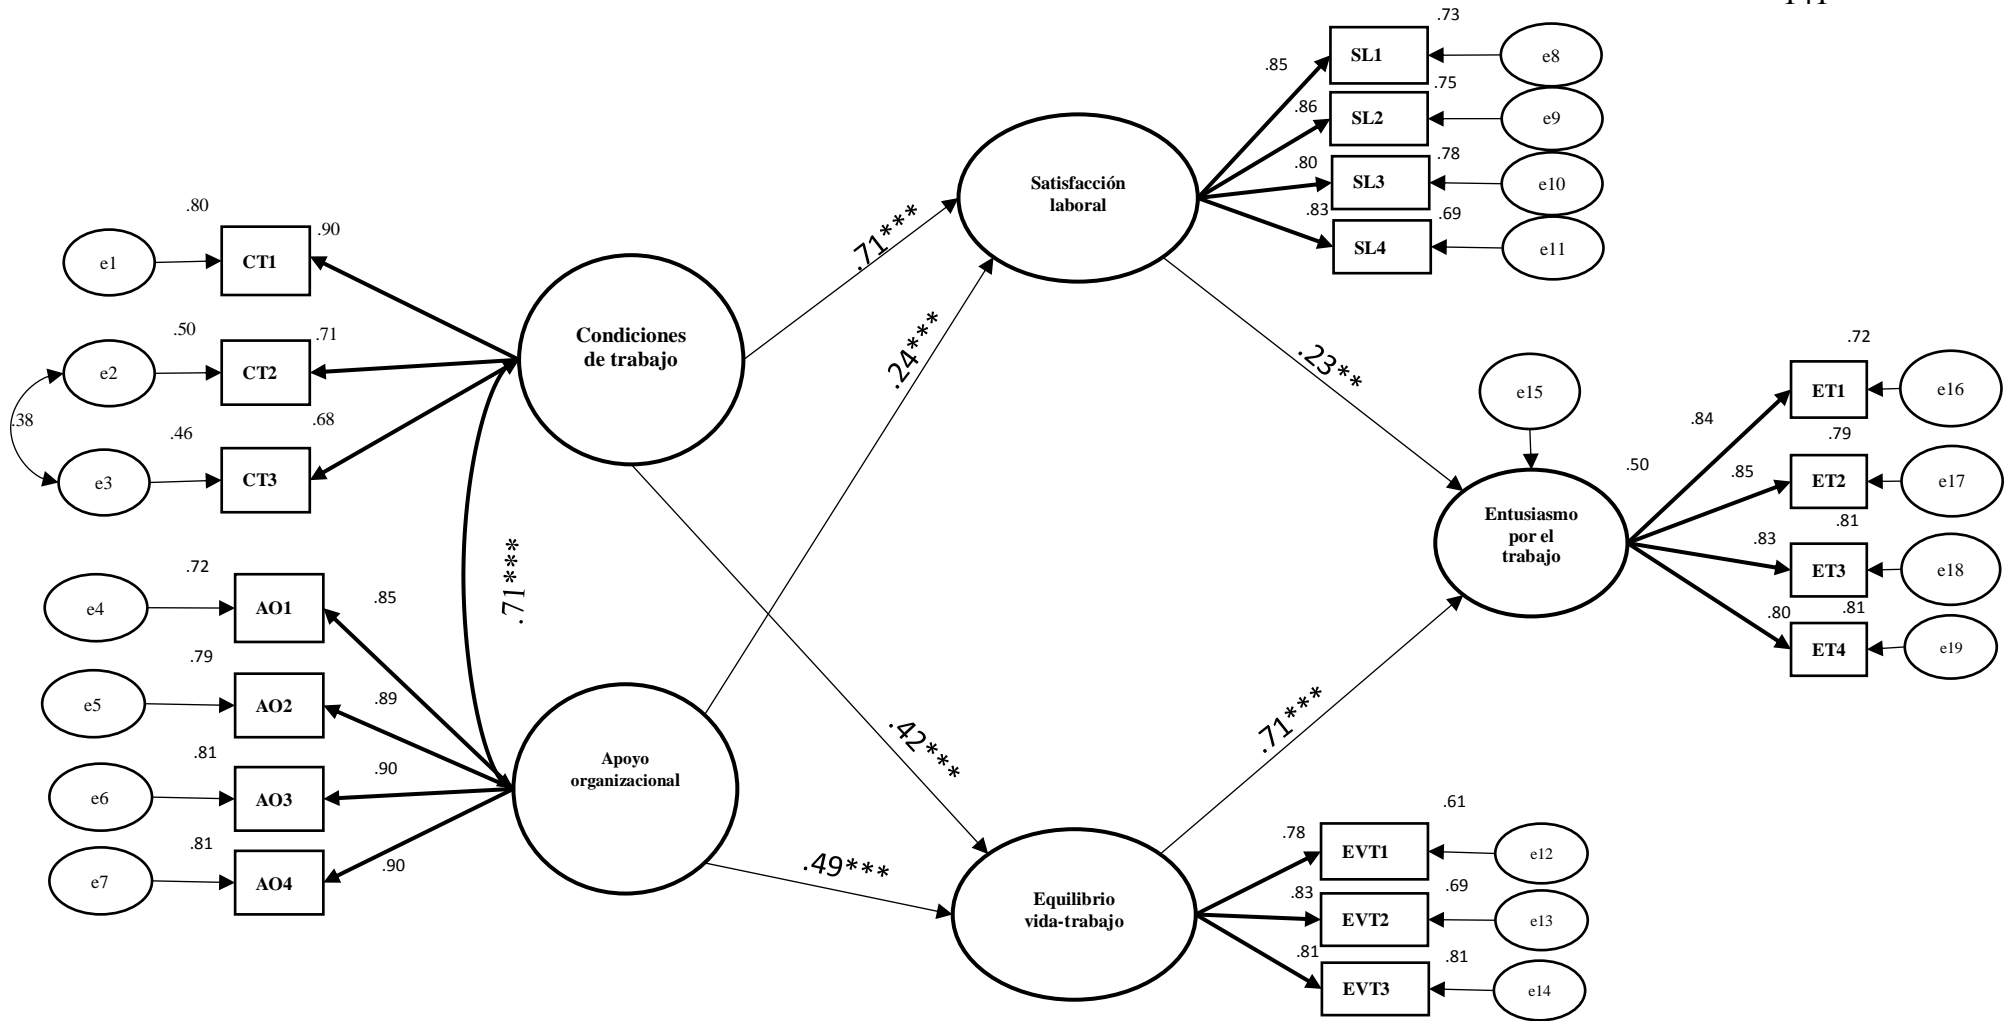 .73
.85
SL1
e8
.75
.86
SL2
e9
.78
.80
SL3
e10
.83
.69
SL4
e11
Satisfacción
laboral
.80
.90
e1
CT1
.50
.71
e2
CT2
.38
.46
.68
e3
CT3
Condiciones
de trabajo
.71***
.24***
.23**
.71***
.42***
.49***
.71***
.72
.85
e4
AO1
.79
.89
e5
AO2
.81
.90
e6
AO3
.81
.90
e7
AO4
Apoyo
organizacional
e15
.50
Entusiasmo
por el
trabajo
.72
.84
ET1
e16
.79
.85
ET2
e17
.81
.83
ET3
e18
.81
.80
ET4
e19
Equilibrio
vida-trabajo
.61
.78
EVT1
e12
.69
.83
EVT2
e13
.81
.81
EVT3
e14